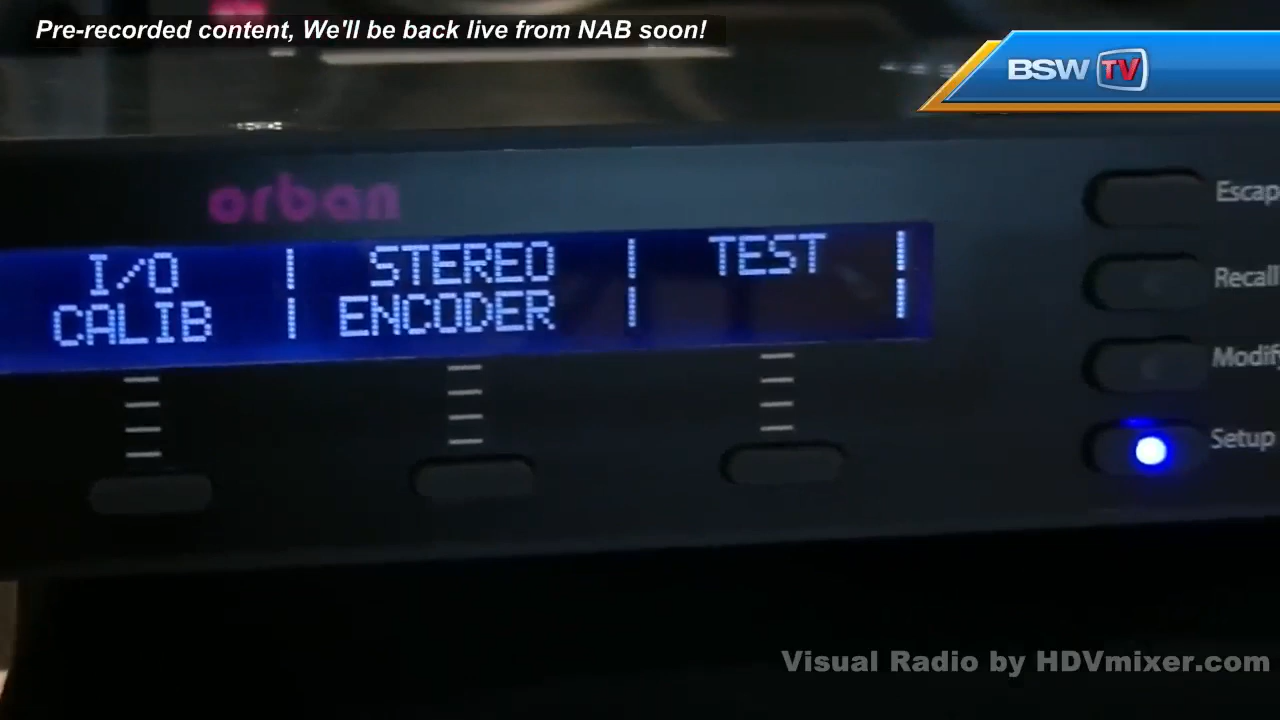 Pre-recorded content, We'll be back live from NAB soon!
BSW TV
orban
I/O | STEREO | TEST |
CALIB | ENCODER | |
Escap
Recall
Modify
Setup
Visual Radio by HDVmixer.com